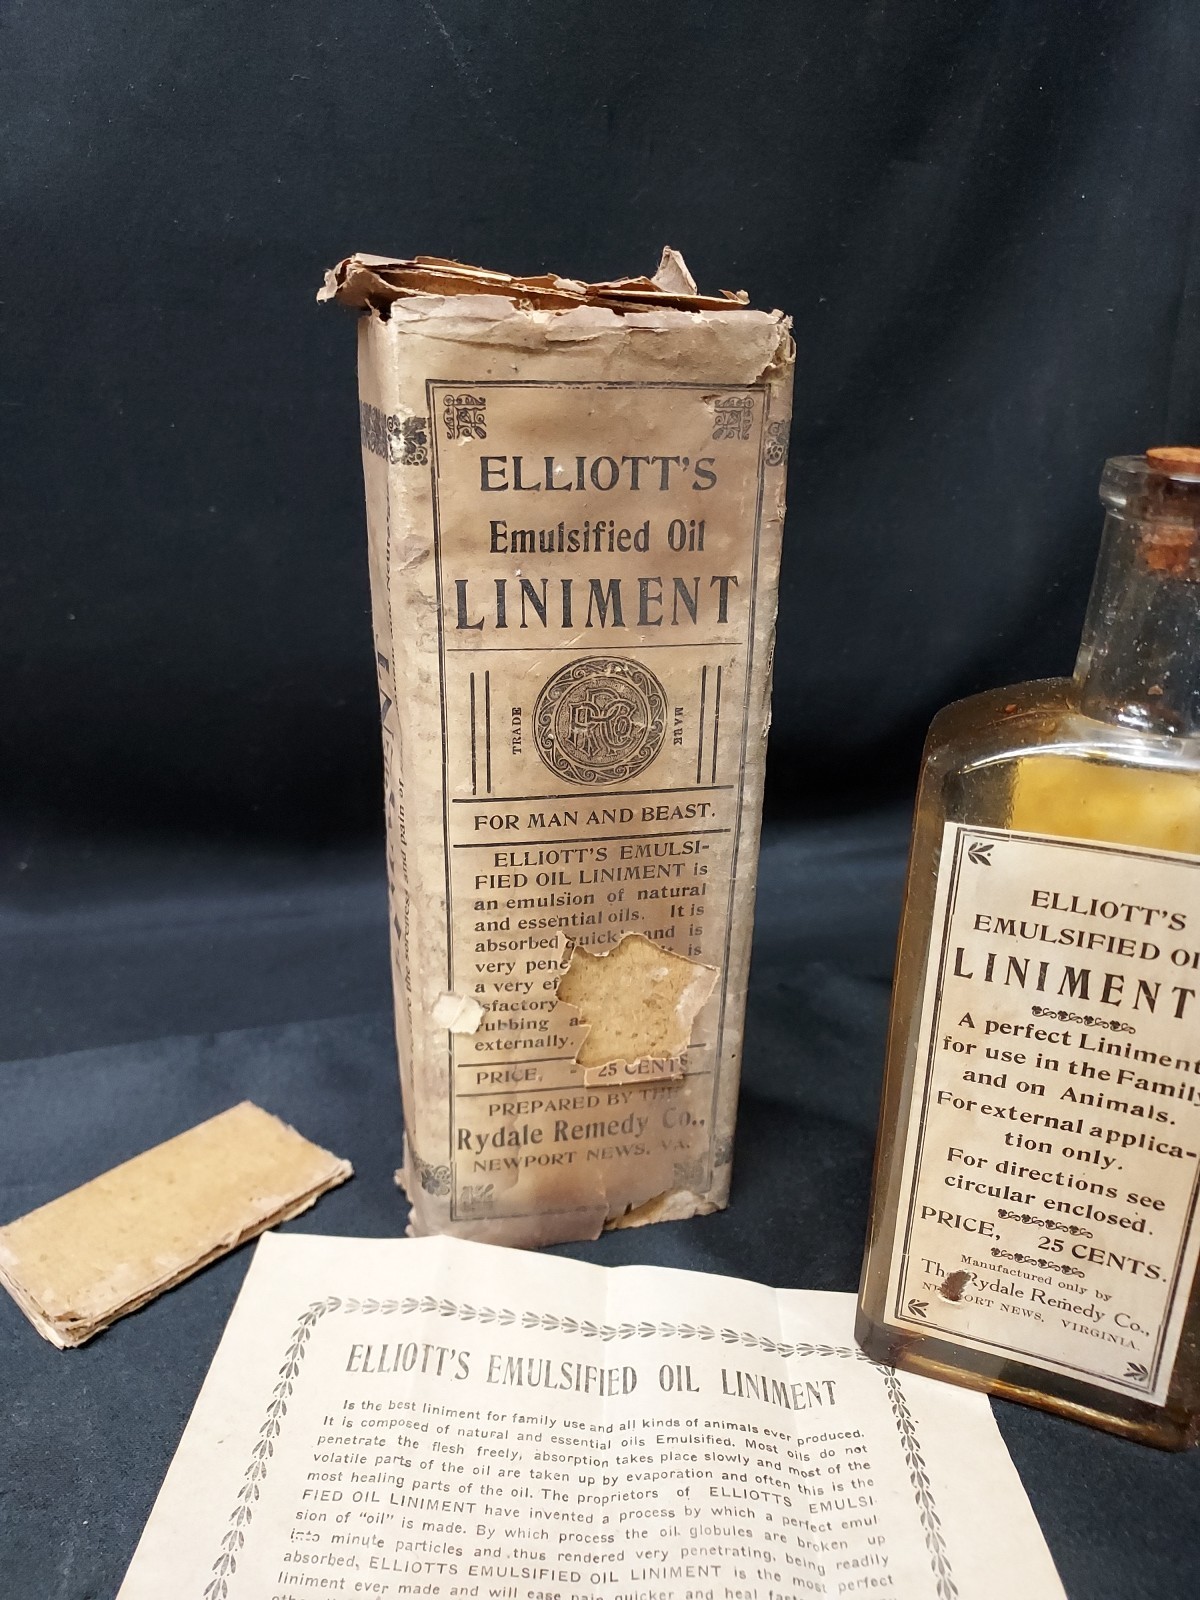 ELLIOTT'S
Emulsified Oil
LINIMENT
TRADE
MARK
FOR MAN AND BEAST.
ELLIOTT'S EMULSI-
FIED OIL LINIMENT is
an emulsion of natural
and essential oils. It is
absorbed and is
very is
a very
rubbing
externally.
PRICE, 25 CENTS
PREPARED BY THE
Rydale Remedy Co.,
NEWPORT NEWS, VA.
soreness and pain of
ELLIOTT'S
EMULSIFIED
LINIMENT
A perfect Liniment
for use in the Family
and on Animals.
For external applica-
tion only.
For directions see
circular enclosed.
PRICE, 25 CENTS.
Manufactured only by
Rydale Remedy Co.,
NEWS, VIRGINIA.
ELLIOTT'S EMULSIFIED OIL LINIMENT
Is the best liniment for family use and all kinds of animals ever produced.
It is composed of natural and essential oils Emulsified. Most oils do not
penetrate the flesh freely, absorption takes place slowly and most of the
volatile parts of the oil are taken up by evaporation and often this is the
most healing parts of the oil. The proprietors of ELLIOTTS EMULSI-
FIED OIL LINIMENT have invented a process by which a perfect emul
sion of "oil" is made. By which process the oil globules are broken up
into minute particles and thus rendered very penetrating, being readily
absorbed, ELLIOTTS EMULSIFIED OIL LINIMENT is the most perfect
liniment ever made and will ease pain quicker and heal